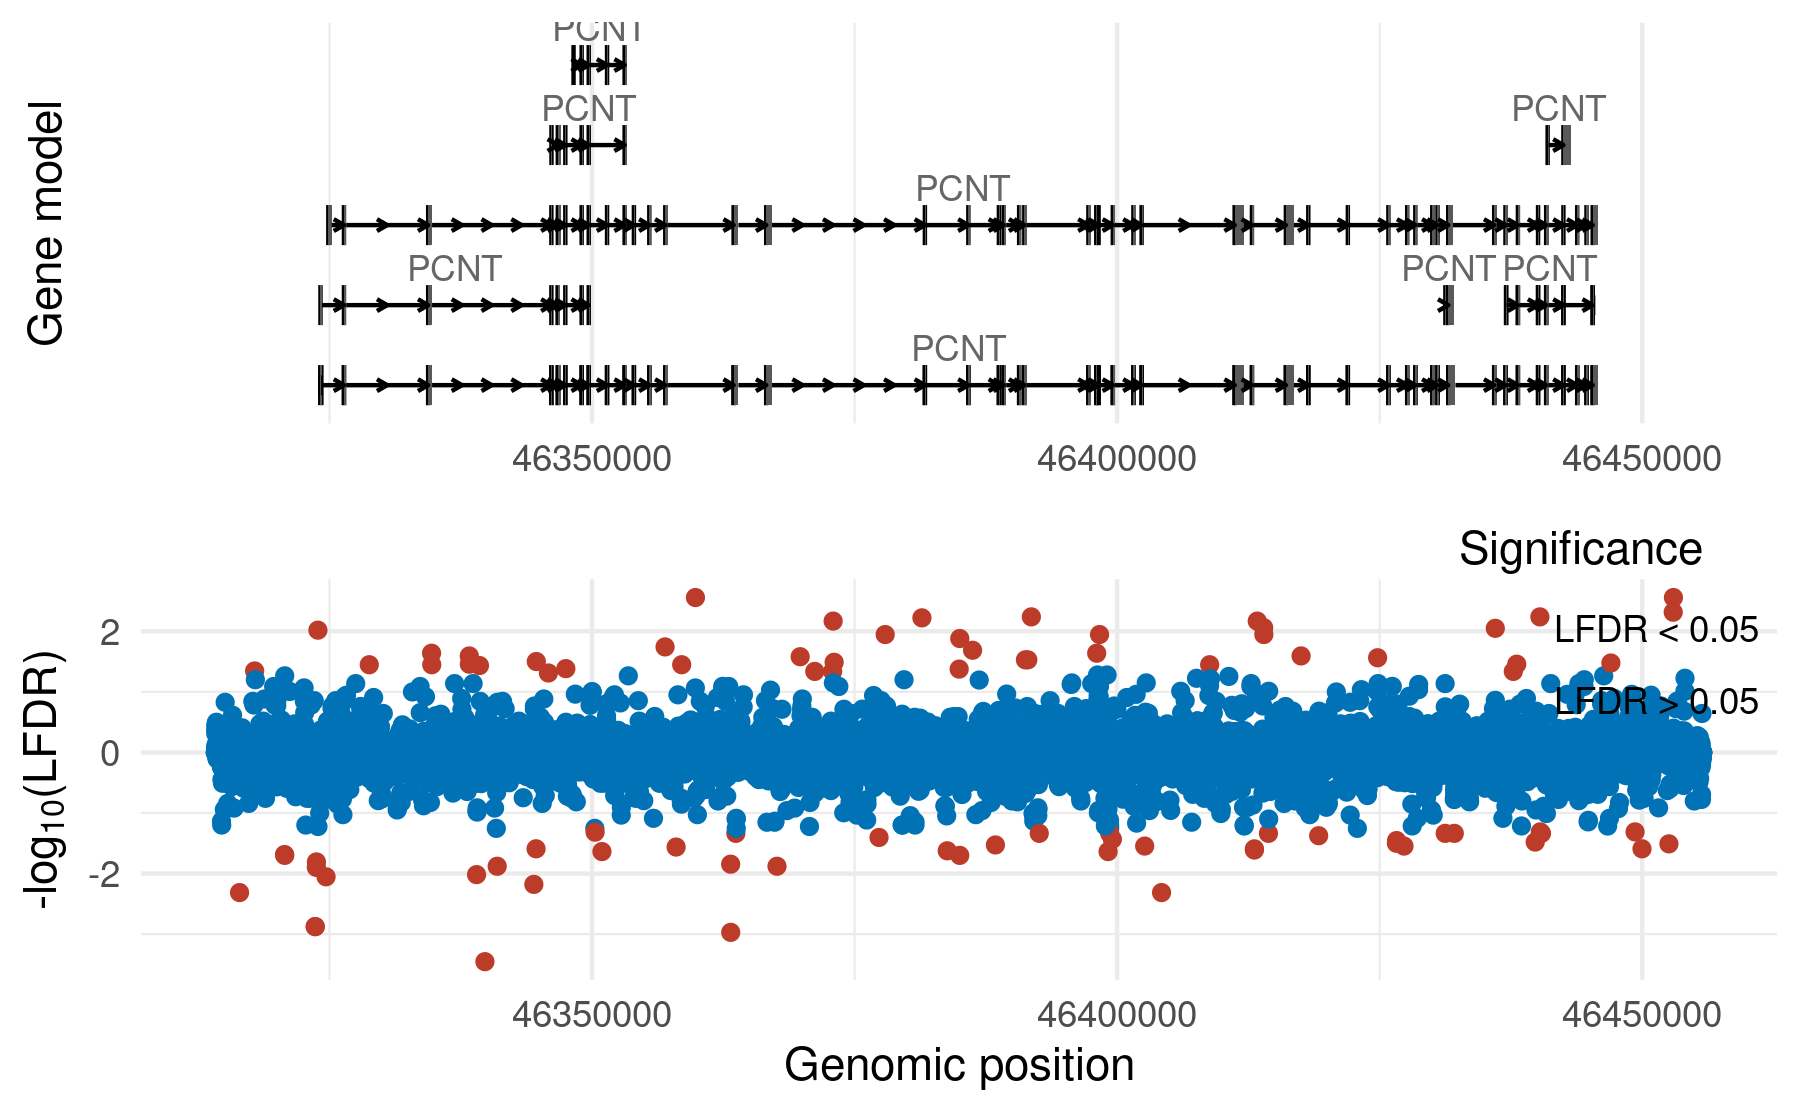 PCNT
PCNT PCNT
PCNT
PCNT PCNT PCNT
PCNT
Gene model
46350000 46400000 46450000
Significance
LFDR < 0.05
LFDR > 0.05
2
0
-2
-log10(LFDR)
46350000 46400000 46450000
Genomic position